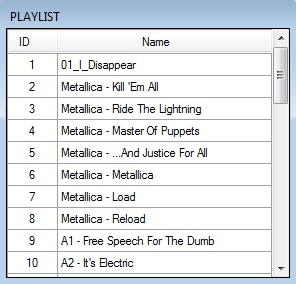 PLAYLIST
ID Name
1 01_I_Disappear
2 Metallica - Kill 'Em All
3 Metallica - Ride The Lightning
4 Metallica - Master Of Puppets
5 Metallica - ...And Justice For All
6 Metallica - Metallica
7 Metallica - Load
8 Metallica - Reload
9 A1 - Free Speech For The Dumb
10 A2 - It's Electric